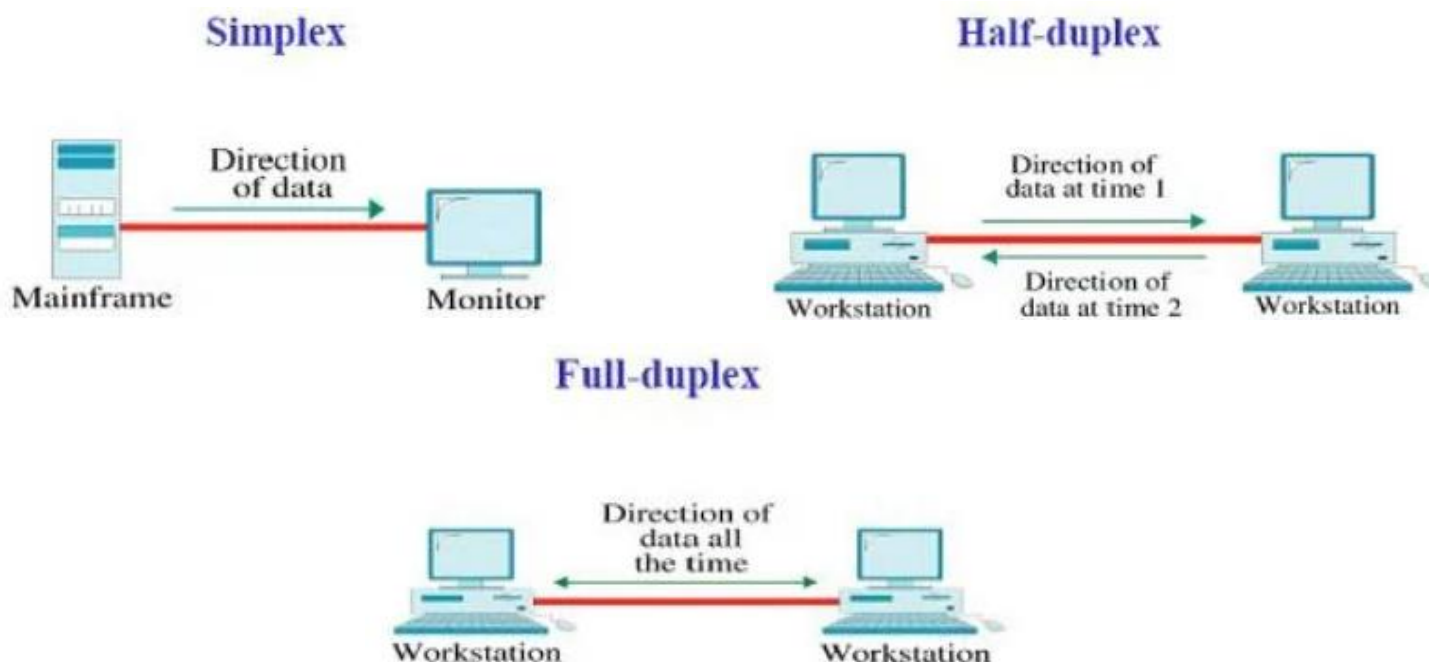 Simplex
Direction
of data
Mainframe
Monitor
Half-duplex
Direction of
data at time 1
Direction of
data at time 2
Workstation
Workstation
Full-duplex
Direction of
data all
the time
Workstation
Workstation